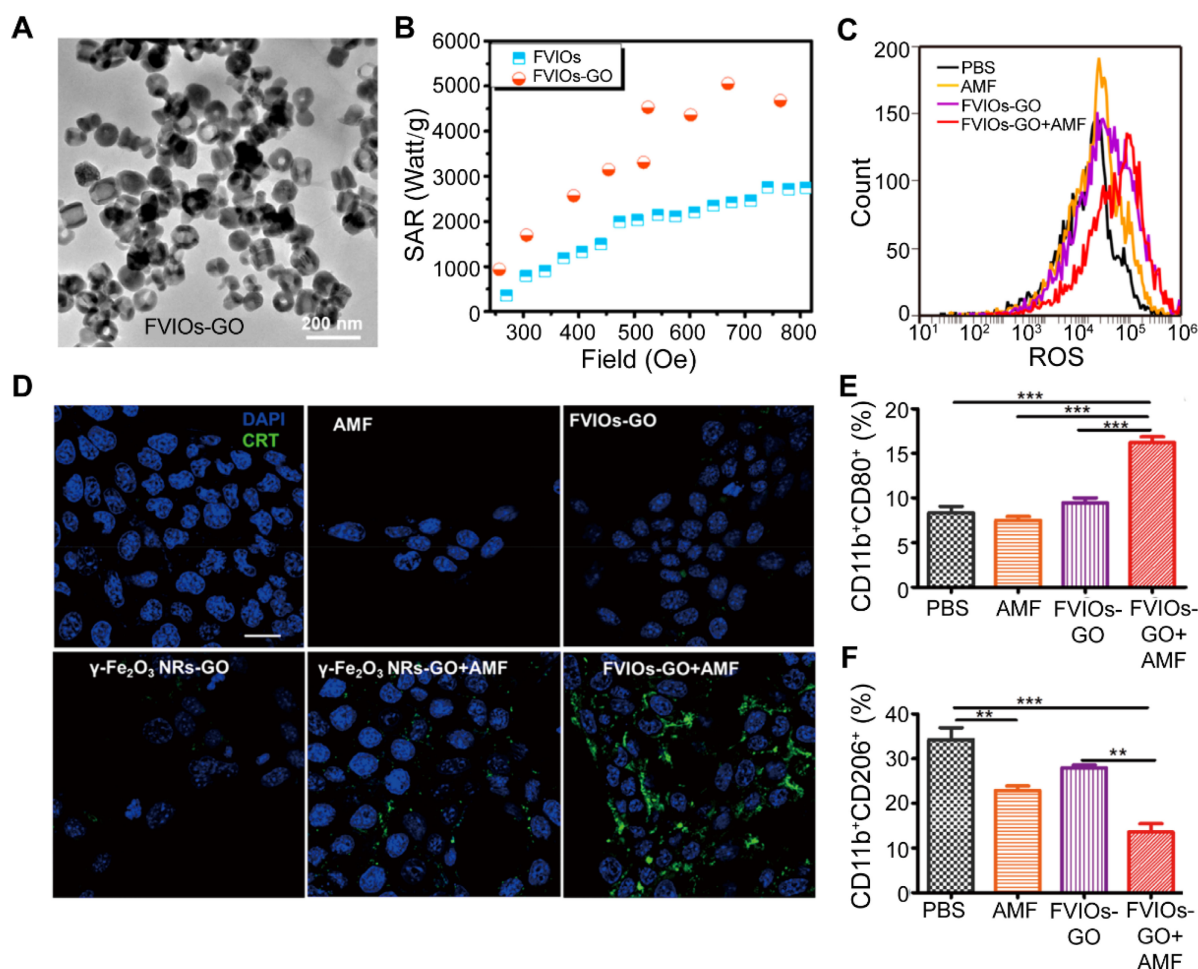 A
FVIOs-GO
200 nm
B
6000
5000
4000
3000
2000
1000
0
SAR (Watt/g)
FVIOs
FVIOs-GO
300
400
500
600
700
800
Field (Oe)
C
200
150
100
50
0
Count
PBS
AMF
FVIOs-GO
FVIOs-GO+AMF
10¹
10²
10³
10⁴
10⁵
10⁶
ROS
D
DAPI
CRT
AMF
FVIOs-GO
γ-Fe₂O₃ NRs-GO
γ-Fe₂O₃ NRs-GO+AMF
FVIOs-GO+AMF
E
CD11b⁺CD80⁺ (%)
20
15
10
5
0
***
***
***
PBS
AMF
FVIOs-
GO
FVIOs-
GO+
AMF
F
CD11b⁺CD206⁺ (%)
40
30
20
10
0
***
**
**
PBS
AMF
FVIOs-
GO
FVIOs-
GO+
AMF